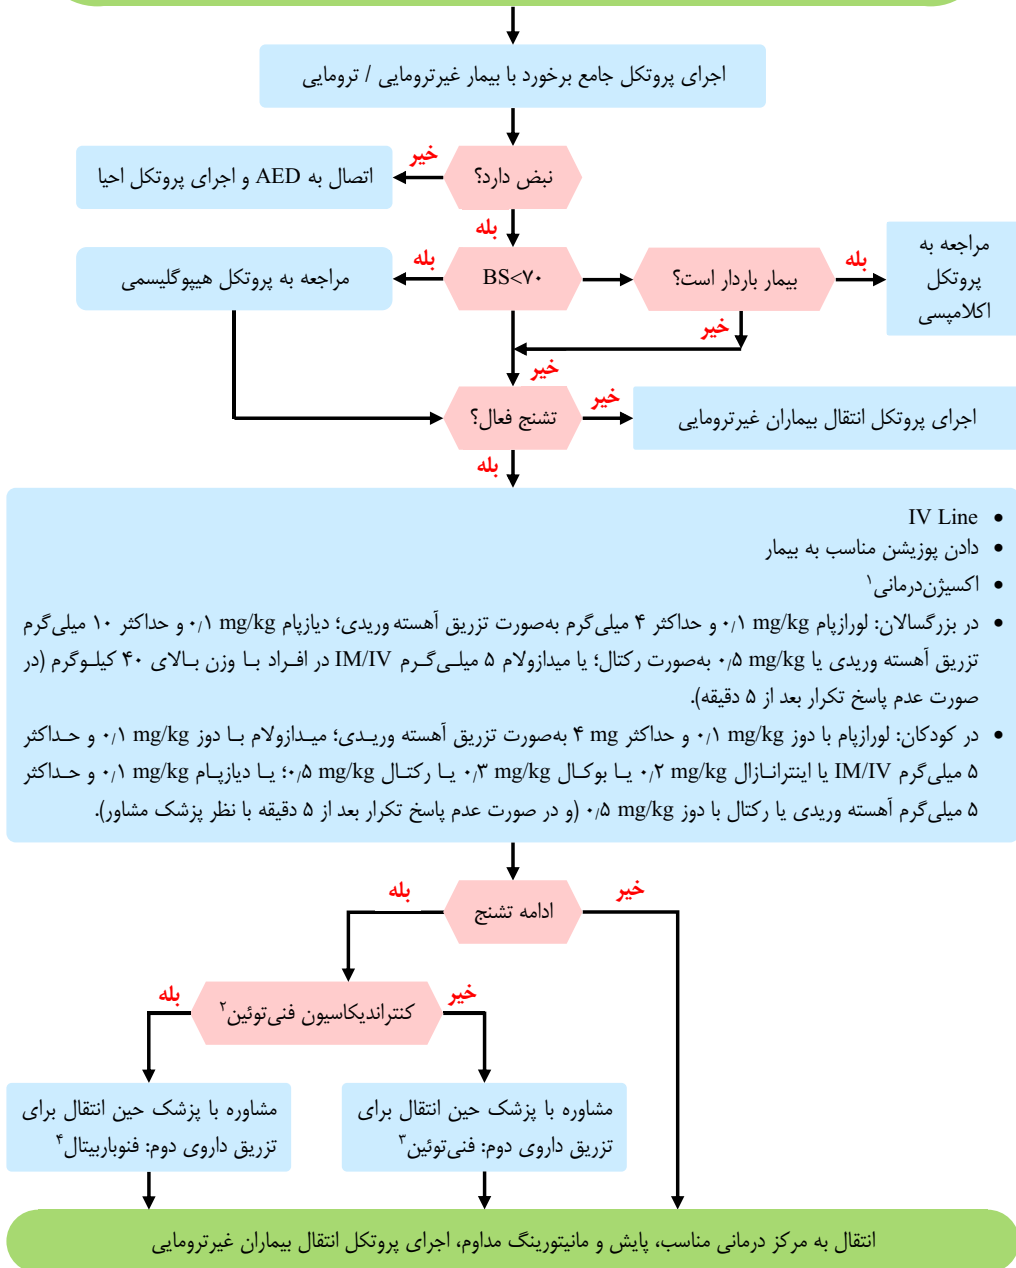 اجرای پروتکل جامع برخورد با بیمار غیرترومایی / ترومایی
نبض دارد؟
خیر
اتصال به AED و اجرای پروتکل احیا
بله
BS<۷۰
بله
مراجعه به پروتکل هیپوگلیسمی
بیمار باردار است؟
بله
مراجعه به
پروتکل
اکلامپسی
خیر
خیر
تشنج فعال؟
خیر
اجرای پروتکل انتقال بیماران غیرترومایی
بله
• IV Line
• دادن پوزیشن مناسب به بیمار
• اکسیژن‌درمانی۱
• در بزرگسالان: لورازپام ۰/۱ mg/kg و حداکثر ۴ میلی‌گرم به‌صورت تزریق آهسته وریدی؛ دیازپام ۰/۱ mg/kg و حداکثر ۱۰ میلی‌گرم
تزریق آهسته وریدی یا ۰/۵ mg/kg به‌صورت رکتال؛ یا میدازولام ۵ میلی‌گرم IM/IV در افراد با وزن بالای ۴۰ کیلوگرم (در
صورت عدم پاسخ تکرار بعد از ۵ دقیقه).
• در کودکان: لورازپام با دوز ۰/۱ mg/kg و حداکثر ۴ mg به‌صورت تزریق آهسته وریدی؛ میدازولام با دوز ۰/۱ mg/kg و حداکثر
۵ میلی‌گرم IM/IV یا اینترانازال ۰/۲ mg/kg یا بوکال ۰/۳ mg/kg یا رکتال ۰/۵ mg/kg؛ یا دیازپام ۰/۱ mg/kg و حداکثر
۵ میلی‌گرم آهسته وریدی یا رکتال با دوز ۰/۵ mg/kg (و در صورت عدم پاسخ تکرار بعد از ۵ دقیقه با نظر پزشک مشاور).
ادامه تشنج
خیر
بله
کنتراندیکاسیون فنی‌توئین۲
خیر
بله
مشاوره با پزشک حین انتقال برای
تزریق داروی دوم: فنی‌توئین۳
مشاوره با پزشک حین انتقال برای
تزریق داروی دوم: فنوباربیتال۴
انتقال به مرکز درمانی مناسب، پایش و مانیتورینگ مداوم، اجرای پروتکل انتقال بیماران غیرترومایی